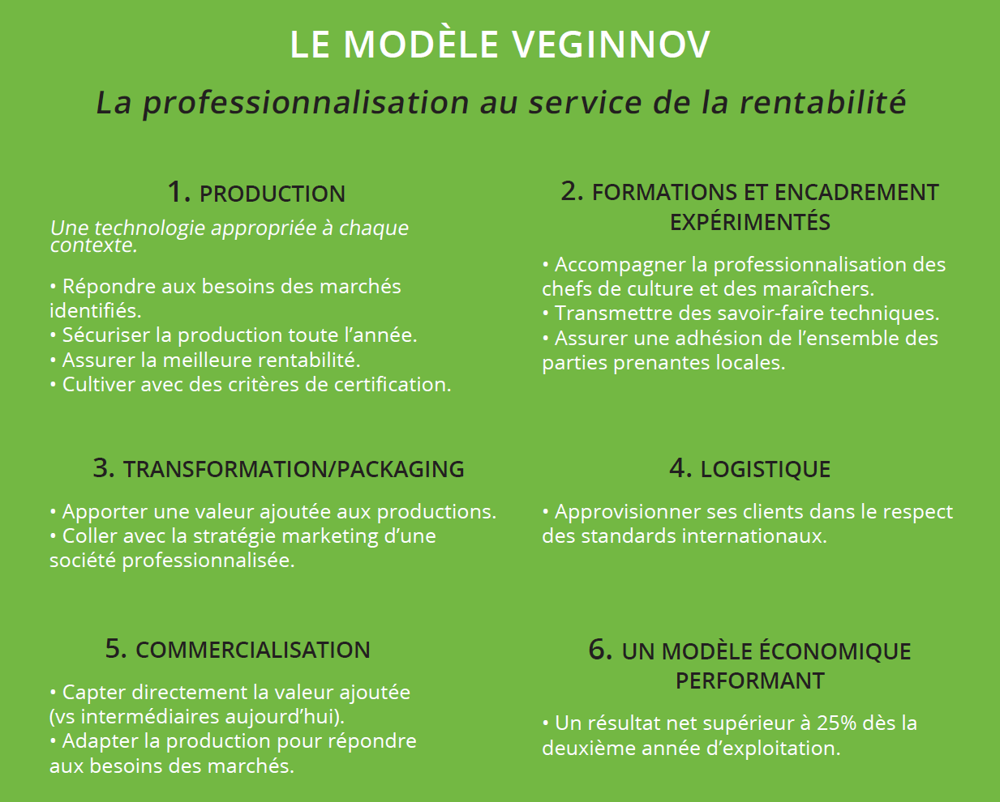 LE MODÈLE VEGINNOV
La professionnalisation au service de la rentabilité
1. PRODUCTION
Une technologie appropriée à chaque
contexte.
• Répondre aux besoins des marchés
identifiés.
• Sécuriser la production toute l’année.
• Assurer la meilleure rentabilité.
• Cultiver avec des critères de certification.
2. FORMATIONS ET ENCADREMENT
EXPÉRIMENTÉS
• Accompagner la professionnalisation des
chefs de culture et des maraîchers.
• Transmettre des savoir-faire techniques.
• Assurer une adhésion de l’ensemble des
parties prenantes locales.
3. TRANSFORMATION/PACKAGING
• Apporter une valeur ajoutée aux productions.
• Coller avec la stratégie marketing d’une
société professionnalisée.
4. LOGISTIQUE
• Approvisionner ses clients dans le respect
des standards internationaux.
5. COMMERCIALISATION
• Capter directement la valeur ajoutée
(vs intermédiaires aujourd’hui).
• Adapter la production pour répondre
aux besoins des marchés.
6. UN MODÈLE ÉCONOMIQUE
PERFORMANT
• Un résultat net supérieur à 25% dès la
deuxième année d’exploitation.